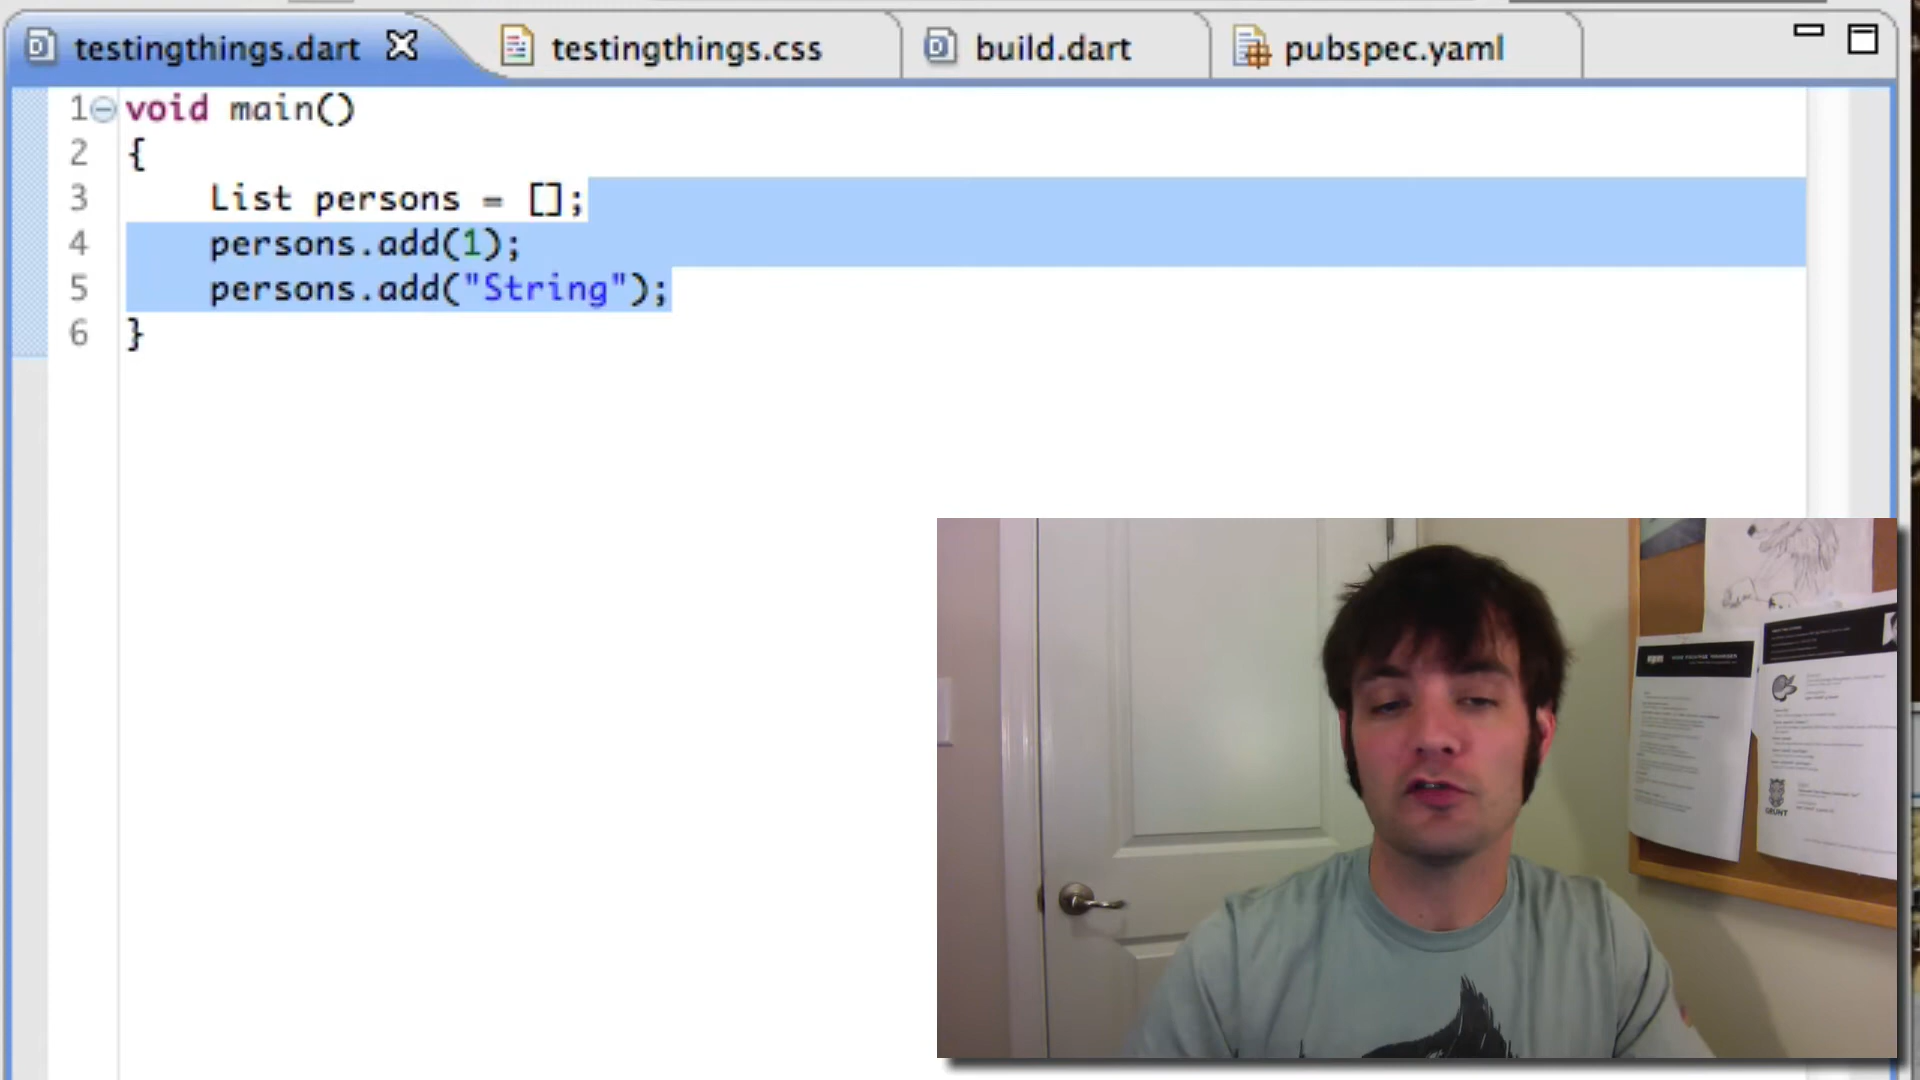 testingthings.dart testingthings.css build.dart pubspec.yaml
1 void main()
2 {
3 List persons = [];
4 persons.add(1);
5 persons.add("String");
6 }
GRUNT